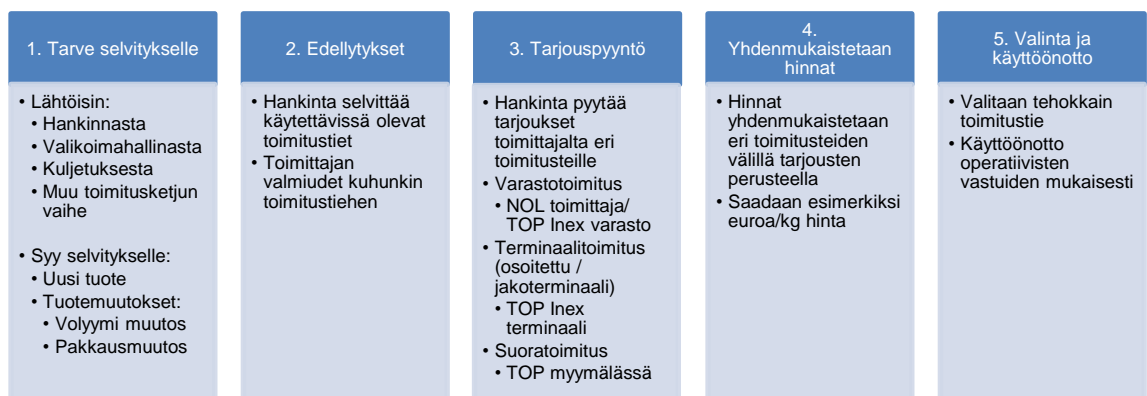 1. Tarve selvitykselle
• Lähtöisin:
• Hankinnasta
• Valikoimahallinasta
• Kuljetuksesta
• Muu toimitusketjun
vaihe
• Syy selvitykselle:
• Uusi tuote
• Tuotemuutokset:
• Volyymi muutos
• Pakkausmuutos
2. Edellytykset
• Hankinta selvittää
käytettävissä olevat
toimitustiet
• Toimittajan
valmiudet kuhunkin
toimitustiehen
3. Tarjouspyyntö
• Hankinta pyytää
tarjoukset
toimittajalta eri
toimitusteille
• Varastotoimitus
• NOL toimittaja/
TOP Inex varasto
• Terminaalitoimitus
(osoitettu /
jakoterminaali)
• TOP Inex
terminaali
• Suoratoimitus
• TOP myymälässä
4.
Yhdenmukaistetaan
hinnat
• Hinnat
yhdenmukaistetaan
eri toimitusteiden
välillä tarjousten
perusteella
• Saadaan esimerkiksi
euroa/kg hinta
5. Valinta ja
käyttöönotto
• Valitaan tehokkain
toimitustie
• Käyttöönotto
operatiivisten
vastuiden mukaisesti